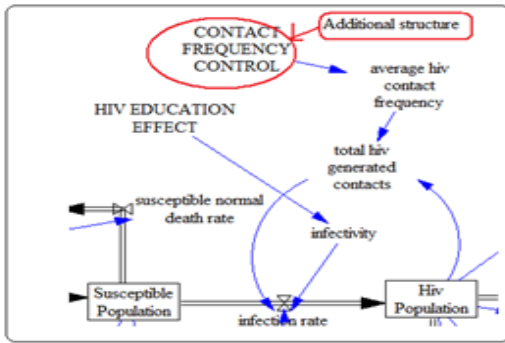 CONTACT
FREQUENCY
CONTROL
Additional structure
average hiv
contact
frequency
HIV EDUCATION
EFFECT
total hiv
generated
contacts
susceptible normal
death rate
infectivity
Susceptible
Population
Hiv
Population
infection rate